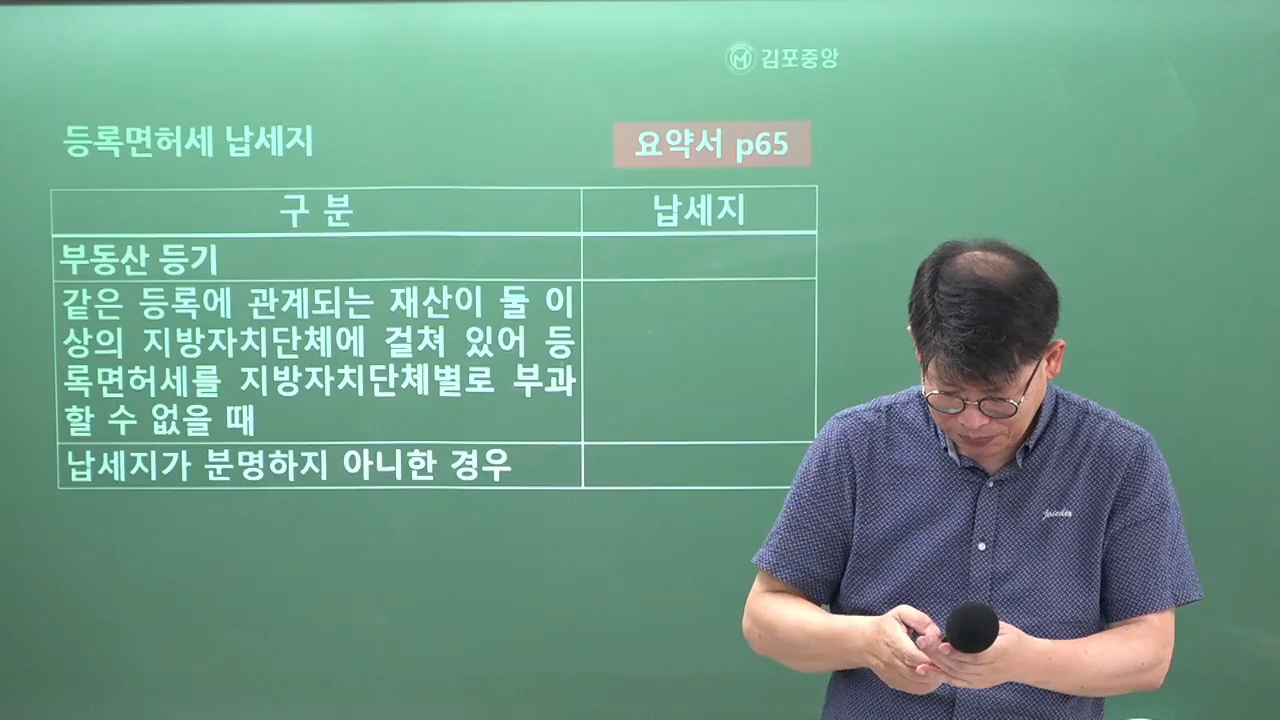 김포중앙
등록면허세 납세지
요약서 p65
구 분
납세지
부동산 등기
같은 등록에 관계되는 재산이 둘 이
상의 지방자치단체에 걸쳐 있어 등
록면허세를 지방자치단체별로 부과
할 수 없을 때
납세지가 분명하지 아니한 경우